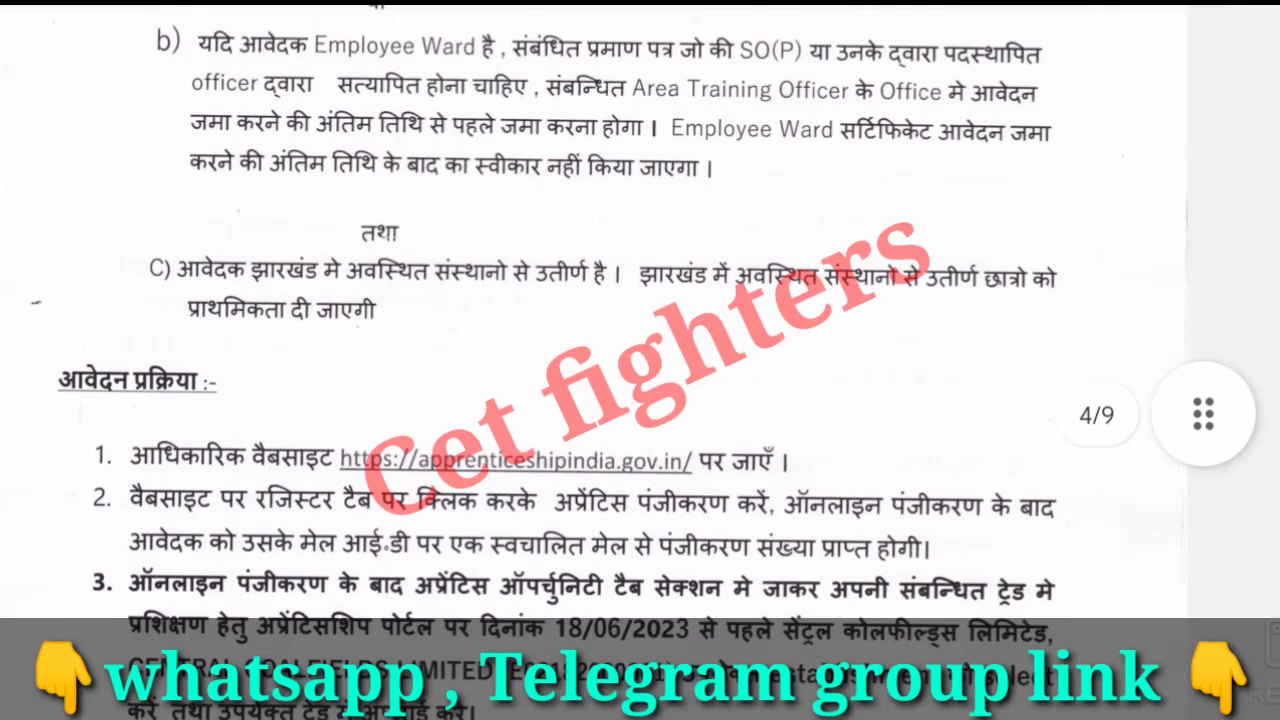 b) यदि आवेदक Employee Ward है , संबंधित प्रमाण पत्र जो की SO(P) या उनके द्वारा पदस्थापित
officer द्वारा सत्यापित होना चाहिए , संबन्धित Area Training Officer के Office मे आवेदन
जमा करने की अंतिम तिथि से पहले जमा करना होगा । Employee Ward सर्टिफिकेट आवेदन जमा
करने की अंतिम तिथि के बाद का स्वीकार नहीं किया जाएगा ।
तथा
C) आवेदक झारखंड मे अवस्थित संस्थानो से उतीर्ण है । झारखंड में अवस्थित संस्थानो से उतीर्ण छात्रो को
प्राथमिकता दी जाएगी
Cet fighters
आवेदन प्रक्रिया :-
4/9
1. आधिकारिक वैबसाइट https://apprenticeshipindia.gov.in/ पर जाएँ ।
2. वैबसाइट पर रजिस्टर टैब पर क्लिक करके अप्रेंटिस पंजीकरण करें, ऑनलाइन पंजीकरण के बाद
आवेदक को उसके मेल आई॰डी पर एक स्वचालित मेल से पंजीकरण संख्या प्राप्त होगी।
3. ऑनलाइन पंजीकरण के बाद अप्रेंटिस ऑपर्चुनिटी टैब सेक्शन मे जाकर अपनी संबन्धित ट्रेड मे
प्रशिक्षण हेतु अप्रेंटिसशिप पोर्टल पर दिनांक 18/06/2023 से पहले सेंट्रल कोलफील्ड्स लिमिटेड,
👇whatsapp , Telegram group link 👇
करें तथा उपयुक्त ट्रेड